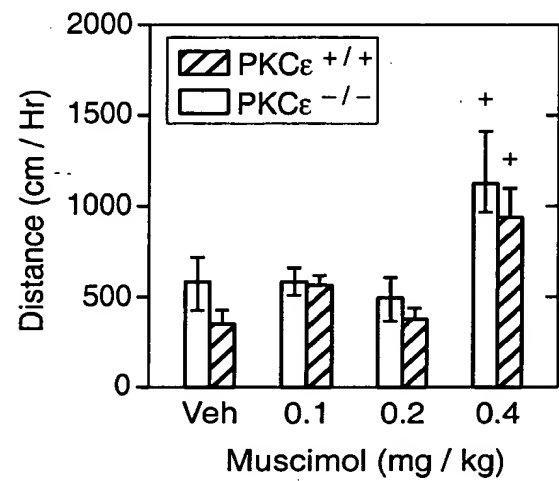 2000
1500
1000
500
0
Distance (cm / Hr)
PKCε +/+
PKCε −/−
+
+
Veh 0.1 0.2 0.4
Muscimol (mg / kg)